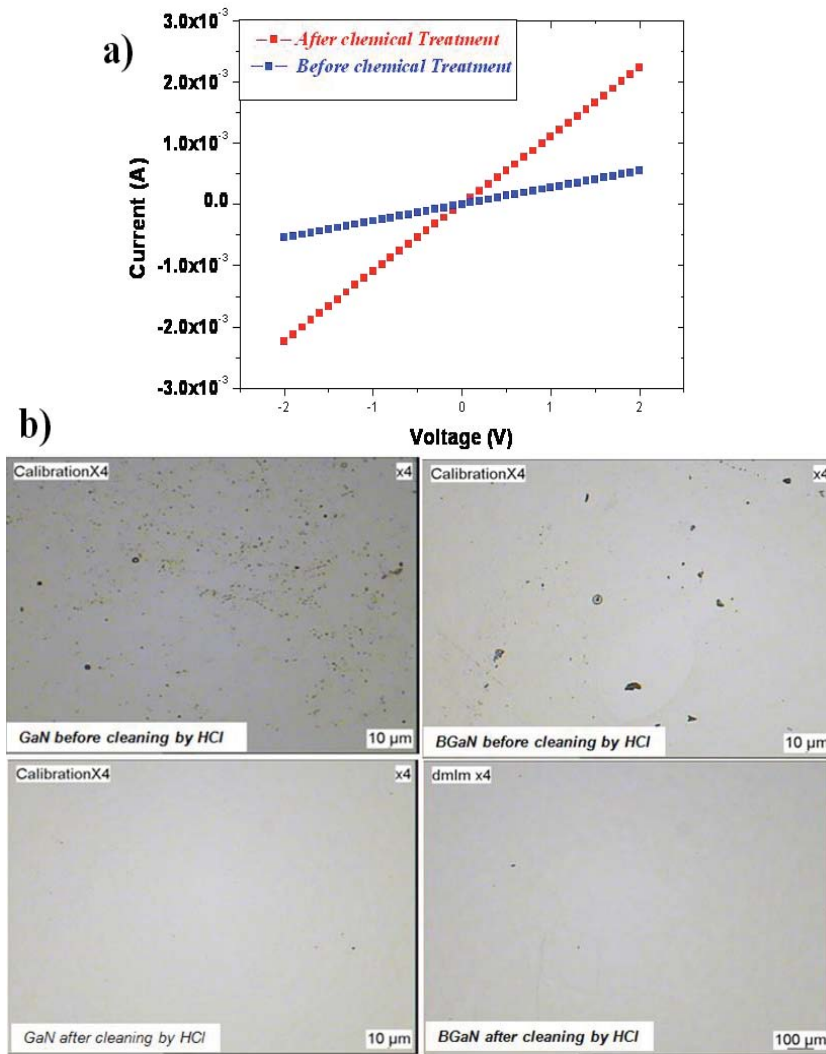 a)
After chemical Treatment
Before chemical Treatment
3.0x10-3
2.0x10-3
1.0x10-3
0.0
-1.0x10-3
-2.0x10-3
-3.0x10-3
Current (A)
-2 -1 0 1 2
Voltage (V)
b)
CalibrationX4 x4
GaN before cleaning by HCl 10 µm
CalibrationX4 x4
BGaN before cleaning by HCl 10 µm
CalibrationX4 x4
GaN after cleaning by HCl 10 µm
dmlm x4
BGaN after cleaning by HCl 100 µm